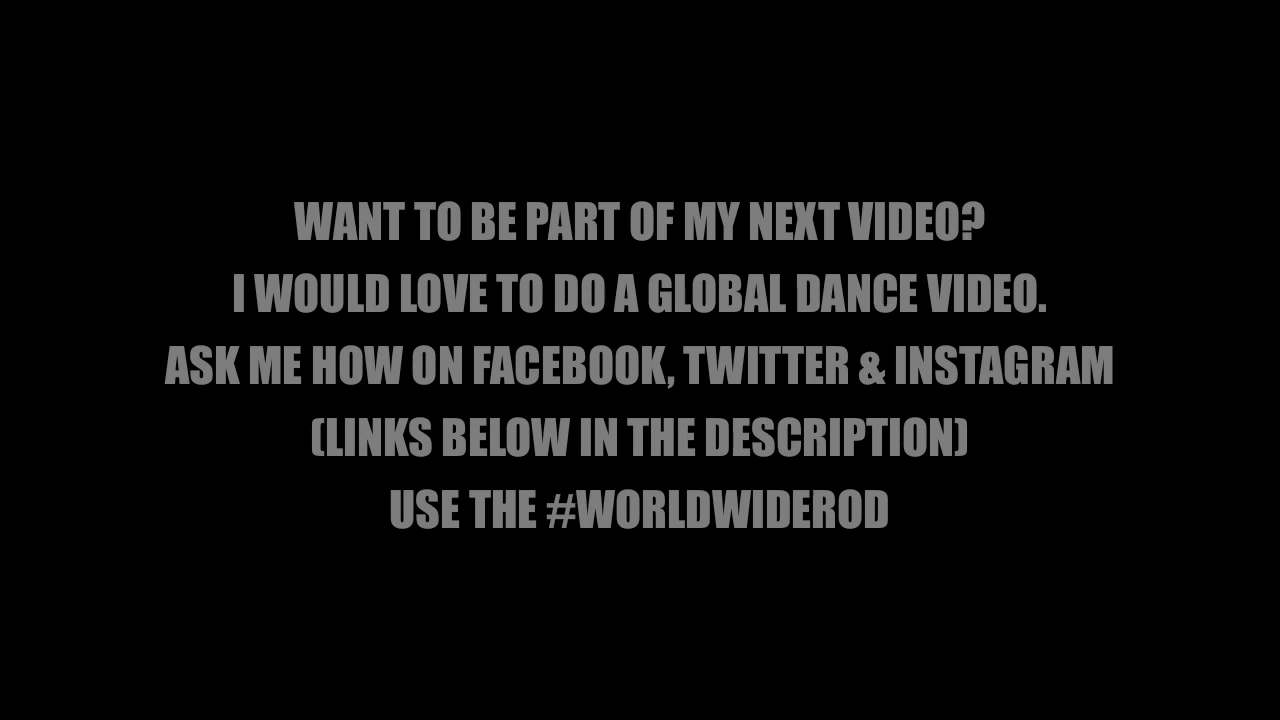 WANT TO BE PART OF MY NEXT VIDEO?
I WOULD LOVE TO DO A GLOBAL DANCE VIDEO.
ASK ME HOW ON FACEBOOK, TWITTER & INSTAGRAM
(LINKS BELOW IN THE DESCRIPTION)
USE THE #WORLDWIDEROD